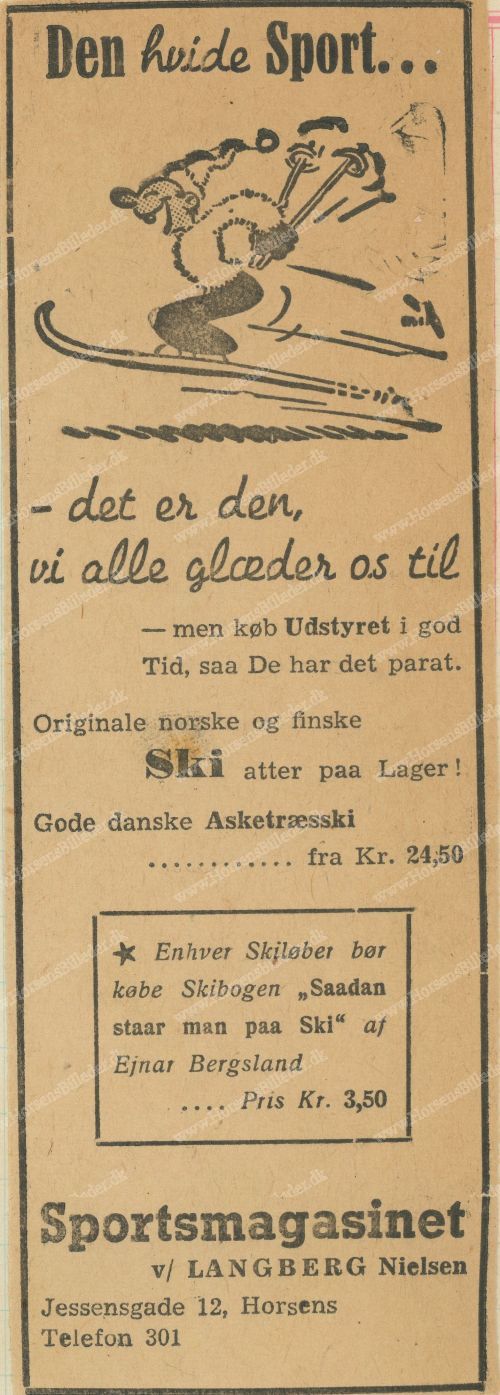 Den hvide Sport...
- det er den,
vi alle glæder os til
— men køb Udstyret i god
Tid, saa De har det parat.
Originale norske og finske
Ski atter paa Lager!
Gode danske Asketræsski
............ fra Kr. 24,50
★ Enhver Skiløber bør
købe Skibogen „Saadan
staar man paa Ski“ af
Ejnar Bergsland
.... Pris Kr. 3,50
Sportsmagasinet
v/ LANGBERG Nielsen
Jessensgade 12, Horsens
Telefon 301
www.HorsensBilleder.dk